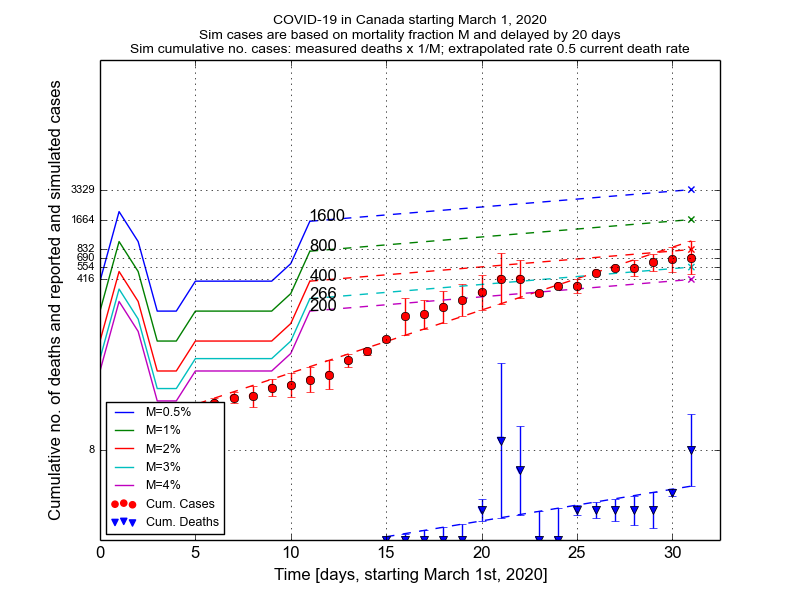 COVID-19 in Canada starting March 1, 2020
Sim cases are based on mortality fraction M and delayed by 20 days
Sim cumulative no. cases: measured deaths x 1/M; extrapolated rate 0.5 current death rate
Cumulative no. of deaths and reported and simulated cases
3329
1664
832
690
554
416
8
1600
800
400
266
200
M=0.5%
M=1%
M=2%
M=3%
M=4%
Cum. Cases
Cum. Deaths
0 5 10 15 20 25 30
Time [days, starting March 1st, 2020]